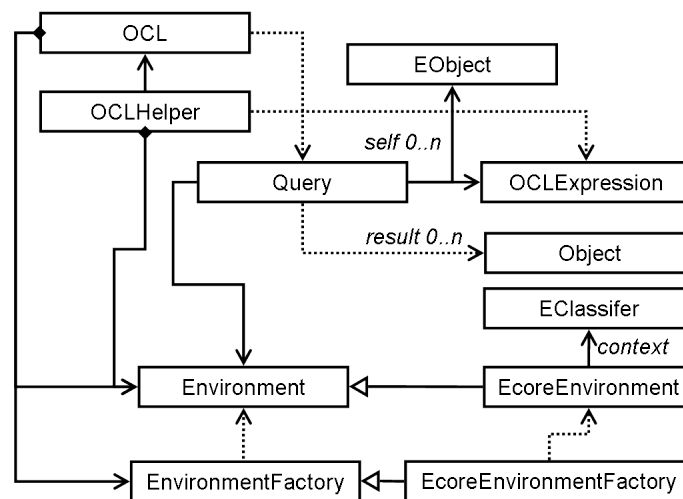 OCL
EObject
OCLHelper
self 0..n
Query
OCLExpression
result 0..n
Object
EClassifer
context
Environment
EcoreEnvironment
EnvironmentFactory
EcoreEnvironmentFactory